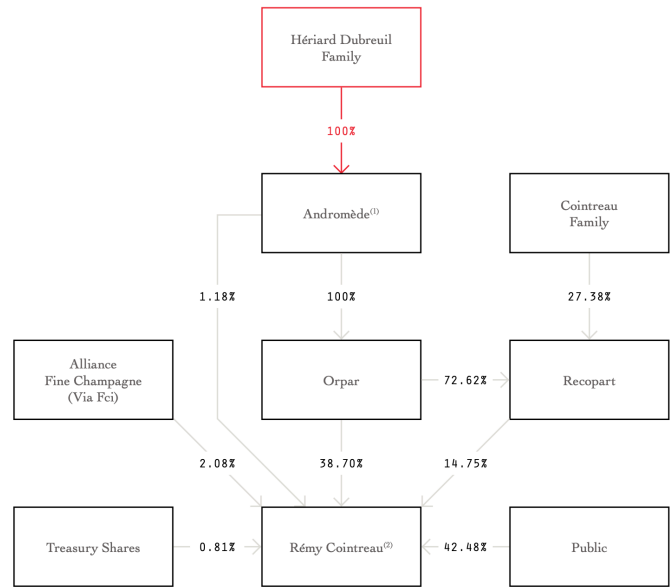 Hériard Dubreuil
Family
100%
Andromède(1)
Cointreau
Family
1.18%
100%
27.38%
Alliance
Fine Champagne
(Via Fci)
Orpar
72.62%
Recopart
2.08%
38.70%
14.75%
Treasury Shares
0.81%
Rémy Cointreau(2)
42.48%
Public